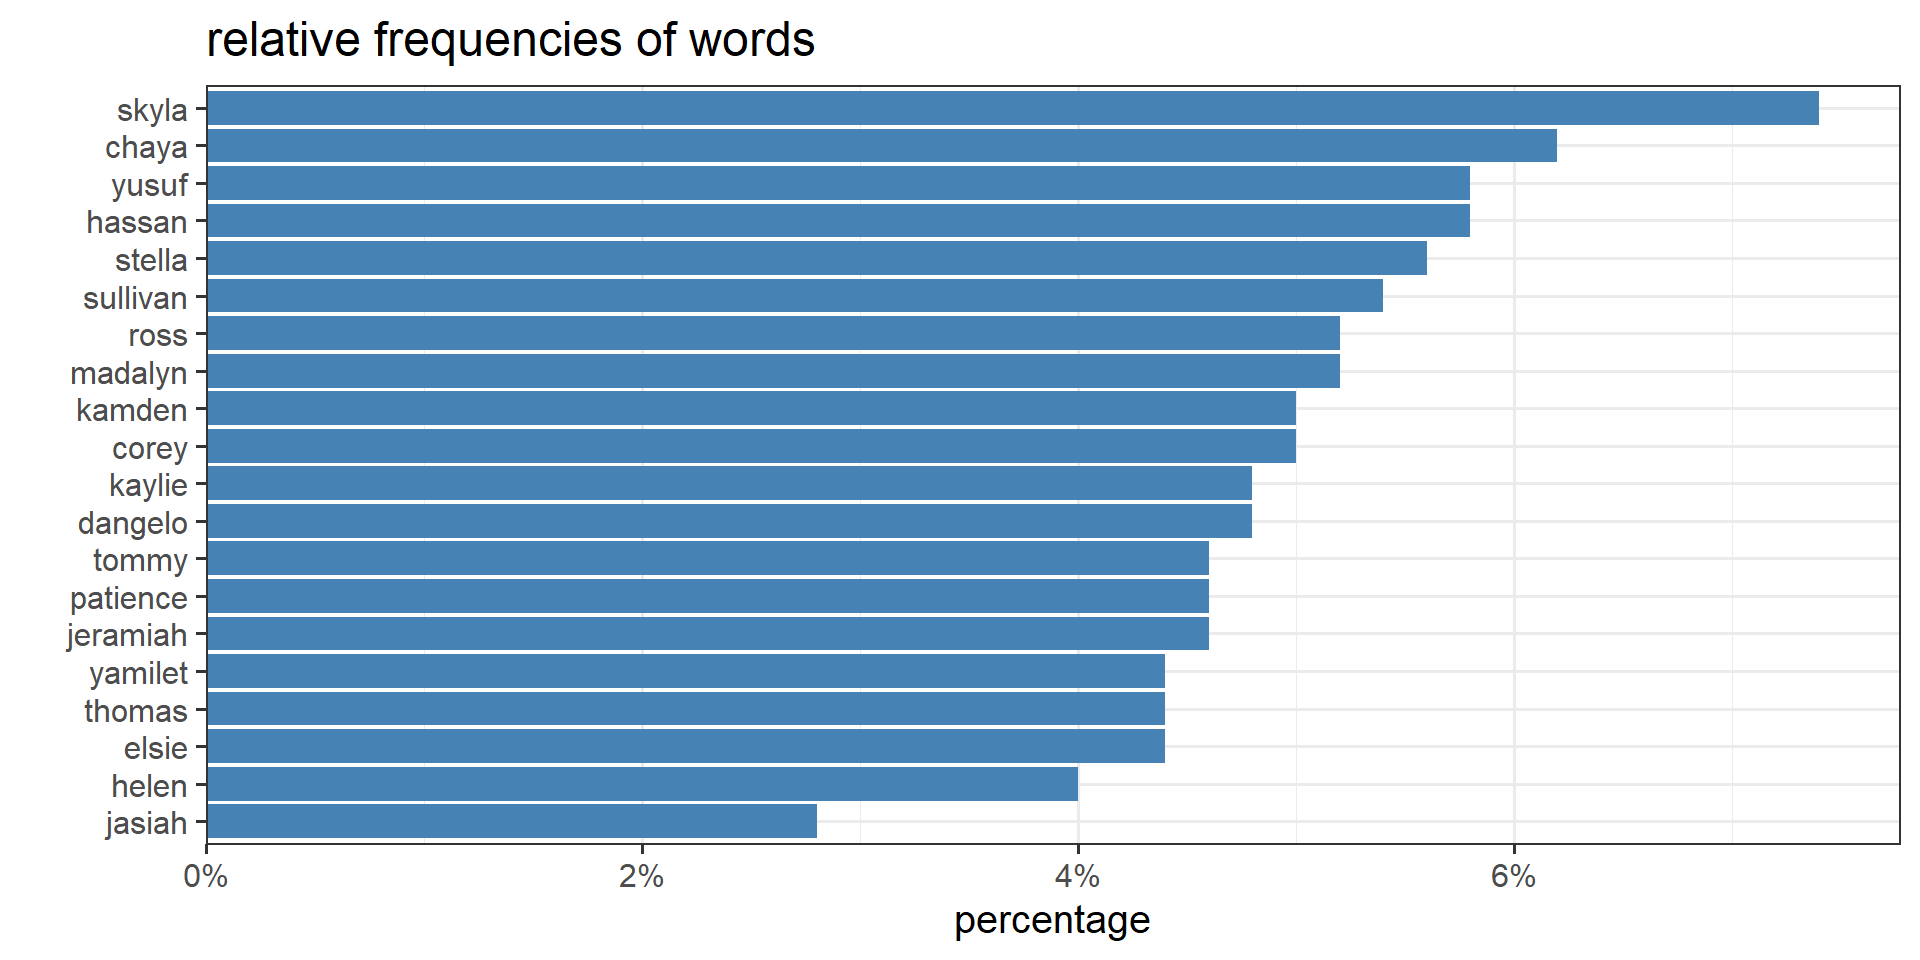 relative frequencies of words
skyla
chaya
yusuf
hassan
stella
sullivan
ross
madalyn
kamden
corey
kaylie
dangelo
tommy
patience
jeramiah
yamilet
thomas
elsie
helen
jasiah
0% 2% 4% 6%
percentage